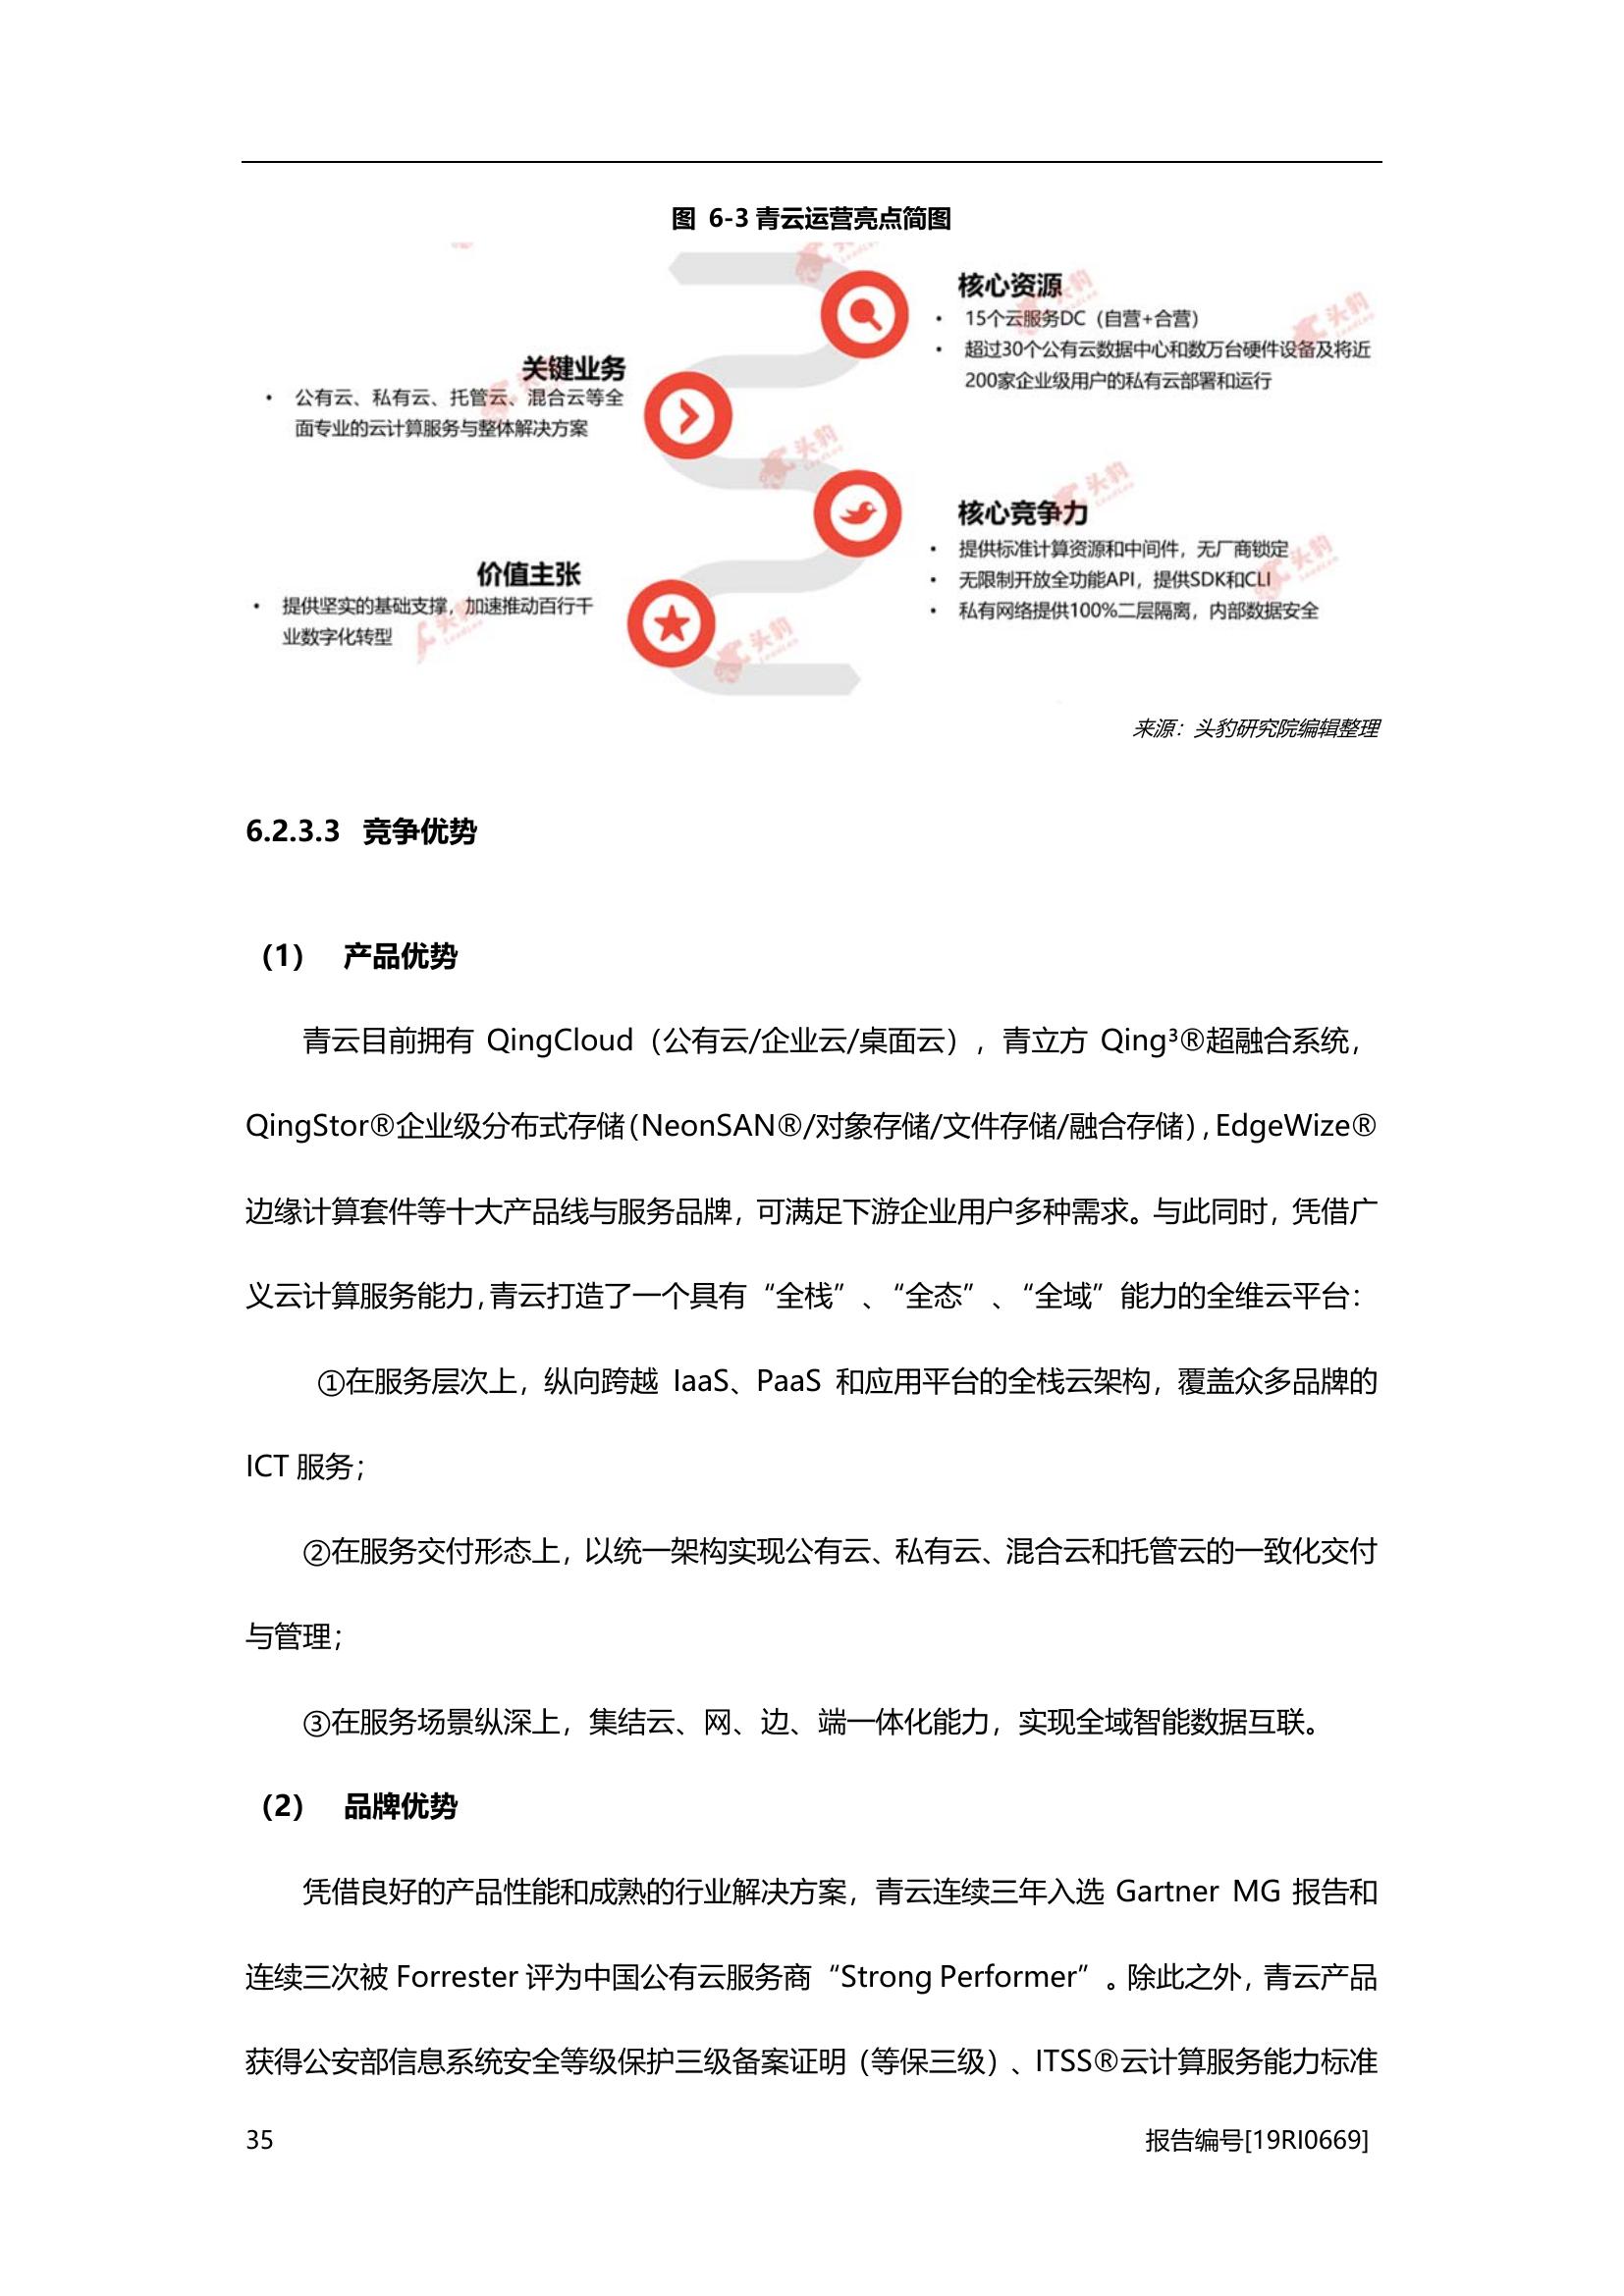 图 6-3 青云运营亮点简图
核心资源
• 15个云服务DC（自营+合营）
• 超过30个公有云数据中心和数万台硬件设备及将近
200家企业级用户的私有云部署和运行
关键业务
• 公有云、私有云、托管云、混合云等全
面专业的云计算服务与整体解决方案
核心竞争力
• 提供标准计算资源和中间件，无厂商锁定
• 无限制开放全功能API，提供SDK和CLI
• 私有网络提供100%二层隔离，内部数据安全
价值主张
• 提供坚实的基础支撑，加速推动百行千
业数字化转型
头豹
LeadLeo
来源：头豹研究院编辑整理
6.2.3.3 竞争优势
（1） 产品优势
青云目前拥有 QingCloud（公有云/企业云/桌面云），青立方 Qing³®超融合系统，
QingStor®企业级分布式存储（NeonSAN®/对象存储/文件存储/融合存储），EdgeWize®
边缘计算套件等十大产品线与服务品牌，可满足下游企业用户多种需求。与此同时，凭借广
义云计算服务能力，青云打造了一个具有“全栈”、“全态”、“全域”能力的全维云平台：
①在服务层次上，纵向跨越 IaaS、PaaS 和应用平台的全栈云架构，覆盖众多品牌的
ICT 服务；
②在服务交付形态上，以统一架构实现公有云、私有云、混合云和托管云的一致化交付
与管理；
③在服务场景纵深上，集结云、网、边、端一体化能力，实现全域智能数据互联。
（2） 品牌优势
凭借良好的产品性能和成熟的行业解决方案，青云连续三年入选 Gartner MG 报告和
连续三次被 Forrester 评为中国公有云服务商“Strong Performer”。除此之外，青云产品
获得公安部信息系统安全等级保护三级备案证明（等保三级）、ITSS®云计算服务能力标准
35
报告编号[19RI0669]